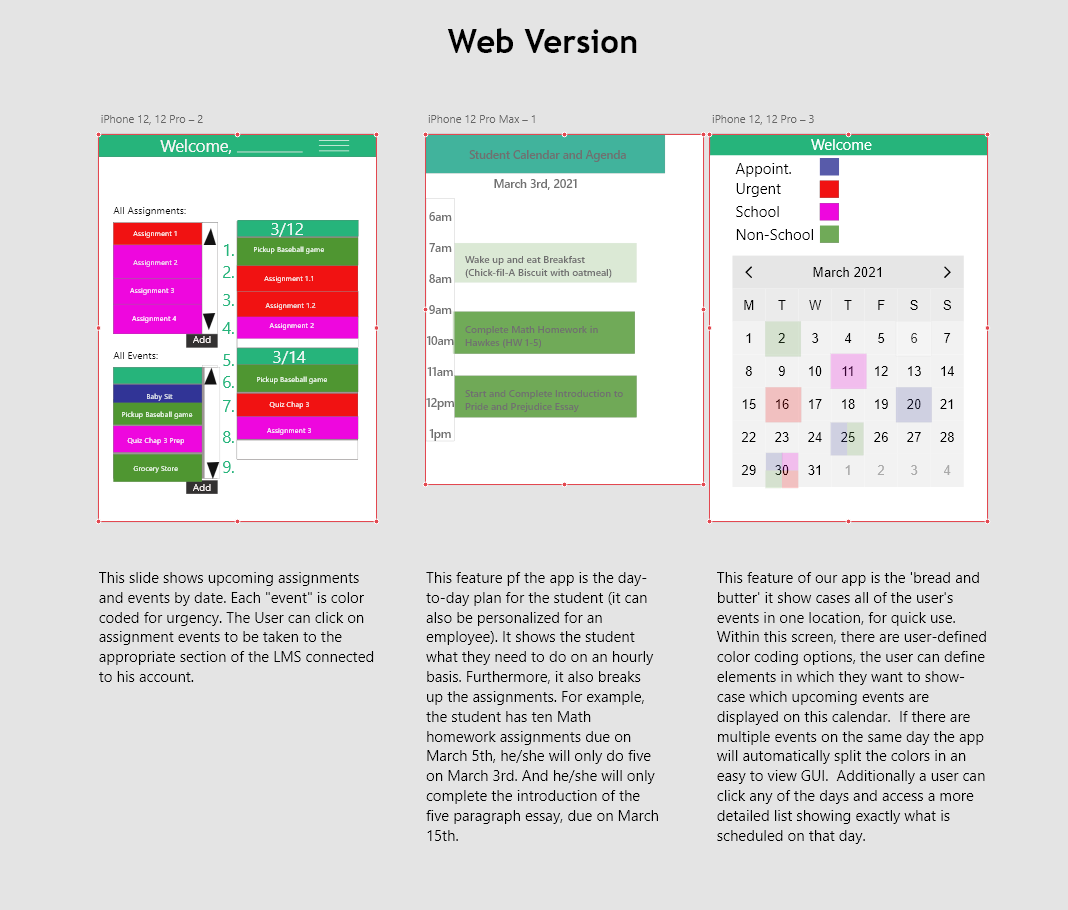 Web Version
iPhone 12, 12 Pro – 2
Welcome, ________
All Assignments:
Assignment 1
Assignment 2
Assignment 3
Assignment 4
Add
All Events:
Baby Sit
Pickup Baseball game
Quiz Chap 3 Prep
Grocery Store
Add
1.
2.
3.
4.
5.
6.
7.
8.
9.
3/12
Pickup Baseball game
Assignment 1.1
Assignment 1.2
Assignment 2
3/14
Pickup Baseball game
Quiz Chap 3
Assignment 3
This slide shows upcoming assignments
and events by date. Each "event" is color
coded for urgency. The User can click on
assignment events to be taken to the
appropriate section of the LMS connected
to his account.
iPhone 12 Pro Max – 1
Student Calendar and Agenda
March 3rd, 2021
6am
7am
8am
9am
10am
11am
12pm
1pm
Wake up and eat Breakfast
(Chick-fil-A Biscuit with oatmeal)
Complete Math Homework in
Hawkes (HW 1-5)
Start and Complete Introduction to
Pride and Prejudice Essay
This feature pf the app is the day-
to-day plan for the student (it can
also be personalized for an
employee). It shows the student
what they need to do on an hourly
basis. Furthermore, it also breaks
up the assignments. For example,
the student has ten Math
homework assignments due on
March 5th, he/she will only do five
on March 3rd. And he/she will only
complete the introduction of the
five paragraph essay, due on March
15th.
iPhone 12, 12 Pro – 3
Welcome
Appoint.
Urgent
School
Non-School
March 2021
M T W T F S S
1 2 3 4 5 6 7
8 9 10 11 12 13 14
15 16 17 18 19 20 21
22 23 24 25 26 27 28
29 30 31 1 2 3 4
This feature of our app is the 'bread and
butter' it show cases all of the user's
events in one location, for quick use.
Within this screen, there are user-defined
color coding options, the user can define
elements in which they want to show-
case which upcoming events are
displayed on this calendar.  If there are
multiple events on the same day the app
will automatically split the colors in an
easy to view GUI.  Additionally a user can
click any of the days and access a more
detailed list showing exactly what is
scheduled on that day.